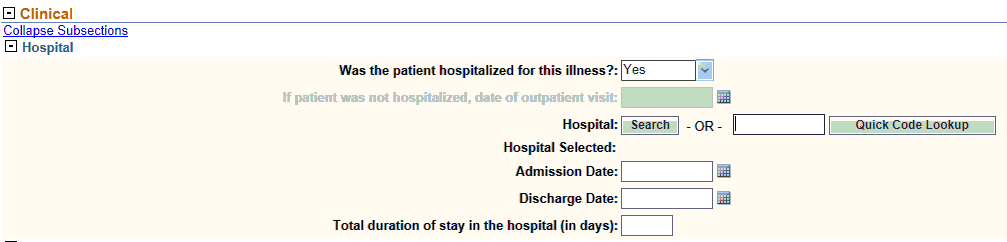 Clinical
Collapse Subsections
Hospital
Was the patient hospitalized for this illness?: Yes
If patient was not hospitalized, date of outpatient visit:
Hospital: Search - OR - Quick Code Lookup
Hospital Selected:
Admission Date:
Discharge Date:
Total duration of stay in the hospital (in days):